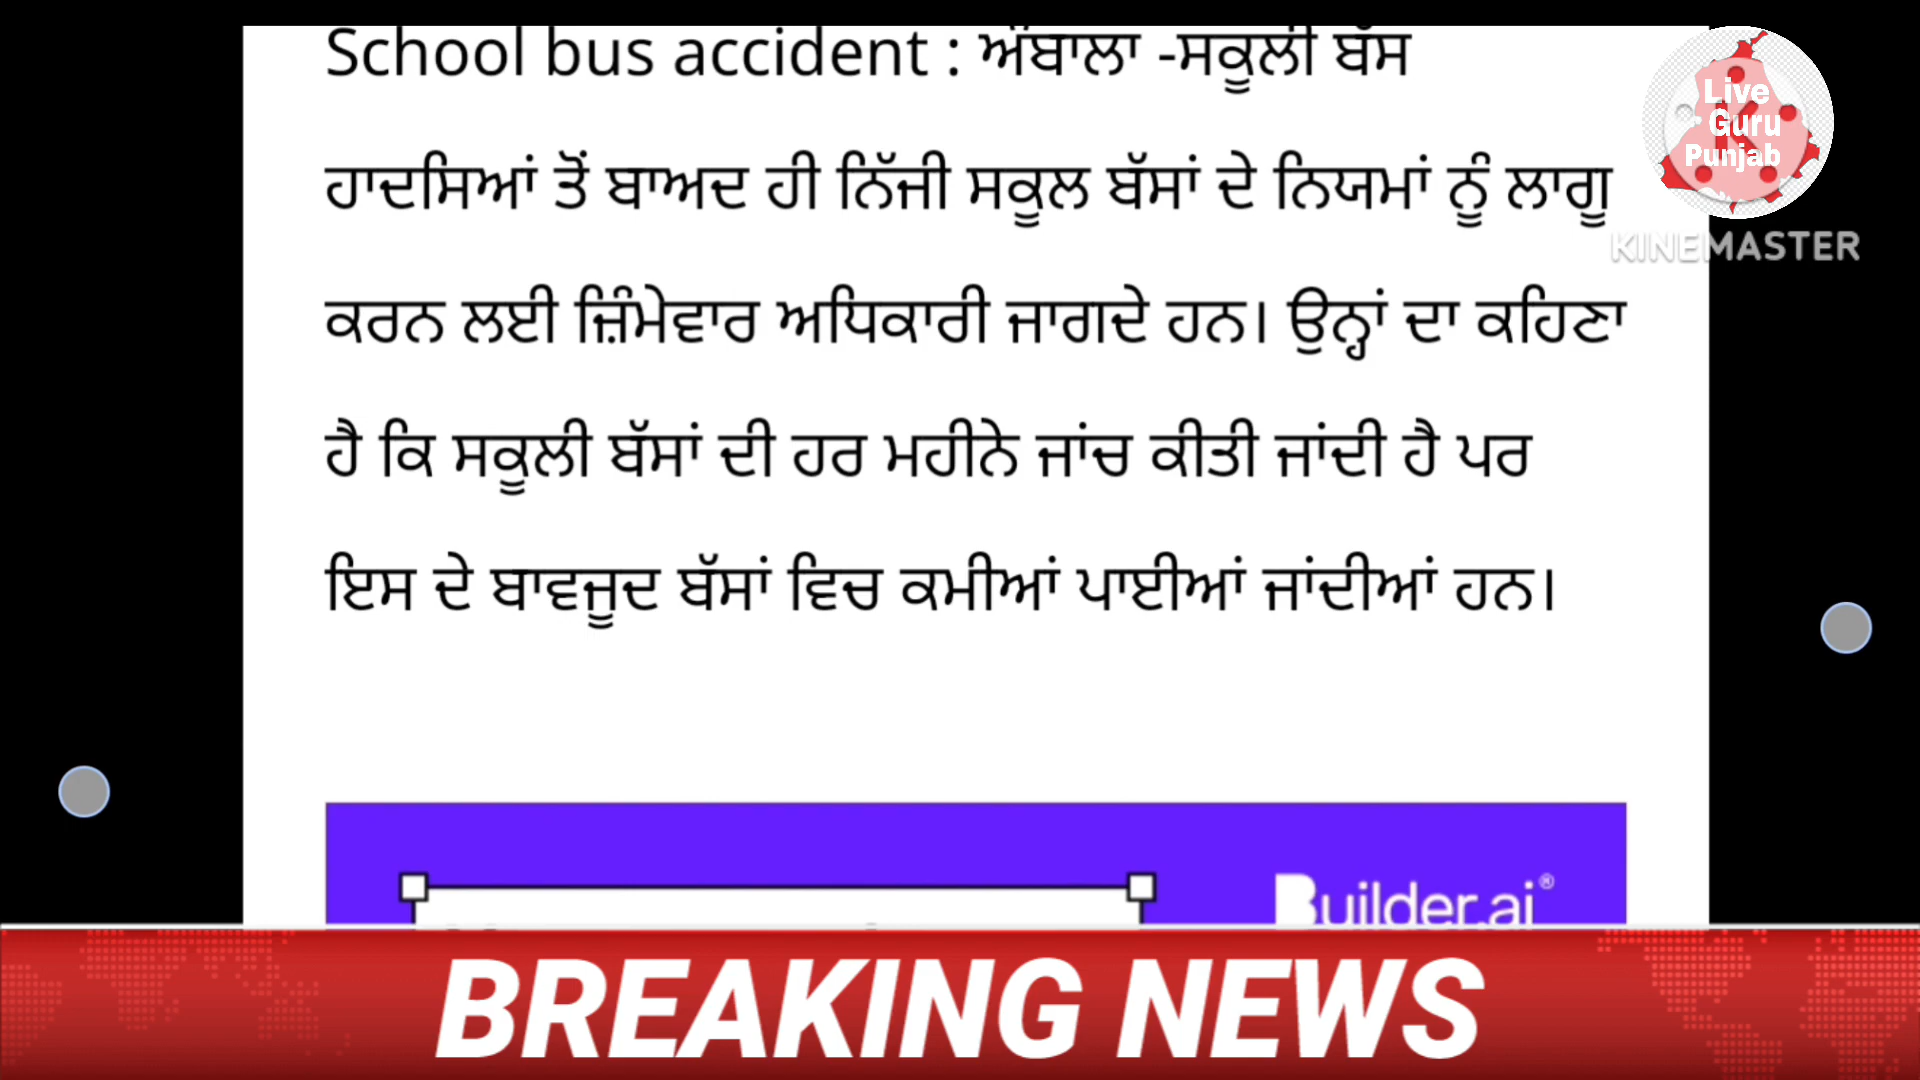 School bus accident : ਅੰਬਾਲਾ -ਸਕੂਲੀ ਬੱਸ
ਹਾਦਸਿਆਂ ਤੋਂ ਬਾਅਦ ਹੀ ਨਿੱਜੀ ਸਕੂਲ ਬੱਸਾਂ ਦੇ ਨਿਯਮਾਂ ਨੂੰ ਲਾਗੂ
ਕਰਨ ਲਈ ਜ਼ਿੰਮੇਵਾਰ ਅਧਿਕਾਰੀ ਜਾਗਦੇ ਹਨ। ਉਨ੍ਹਾਂ ਦਾ ਕਹਿਣਾ
ਹੈ ਕਿ ਸਕੂਲੀ ਬੱਸਾਂ ਦੀ ਹਰ ਮਹੀਨੇ ਜਾਂਚ ਕੀਤੀ ਜਾਂਦੀ ਹੈ ਪਰ
ਇਸ ਦੇ ਬਾਵਜੂਦ ਬੱਸਾਂ ਵਿਚ ਕਮੀਆਂ ਪਾਈਆਂ ਜਾਂਦੀਆਂ ਹਨ।
Live
Guru
Punjab
KINEMASTER
Builder.ai®
BREAKING NEWS